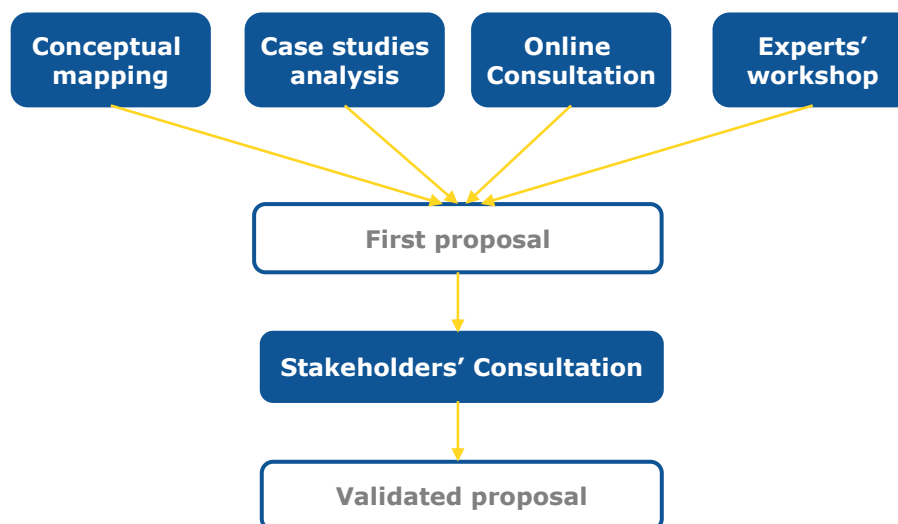 Conceptual
mapping
Case studies
analysis
Online
Consultation
Experts’
workshop
First proposal
Stakeholders’ Consultation
Validated proposal